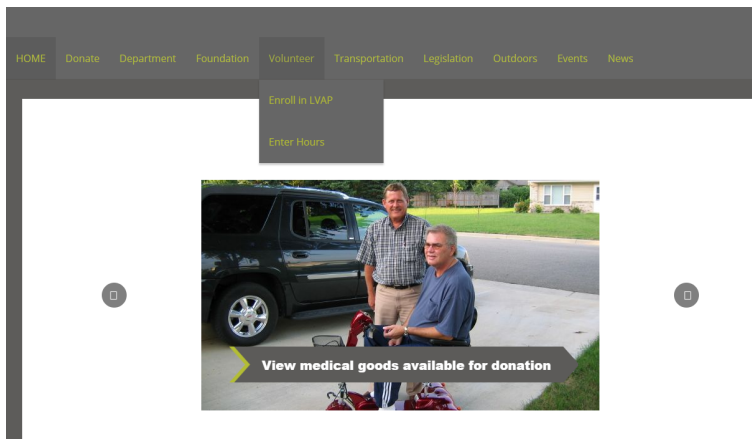 HOME Donate Department Foundation Volunteer Transportation Legislation Outdoors Events News
Enroll in LVAP
Enter Hours
View medical goods available for donation